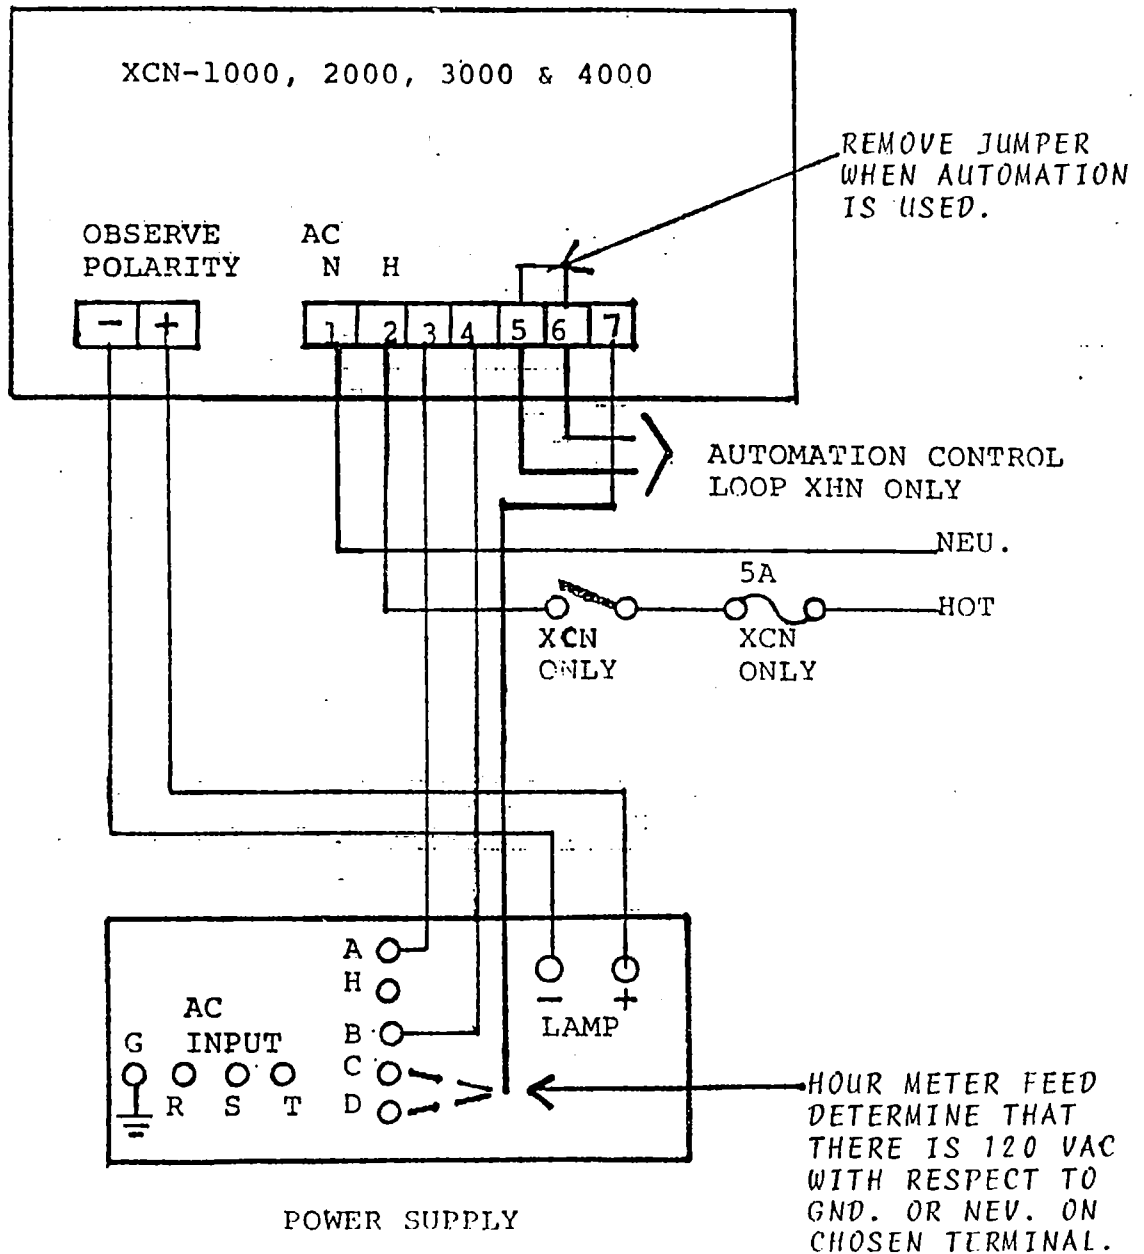 XCN-1000, 2000, 3000 & 4000
REMOVE JUMPER
WHEN AUTOMATION
IS USED.
OBSERVE
POLARITY
AC
N H
- +
1 2 3 4 5 6 7
AUTOMATION CONTROL
LOOP XHN ONLY
NEU.
5A
HOT
XCN
ONLY
XCN
ONLY
A
H
B
C
D
AC
INPUT
G
R S T
- +
LAMP
HOUR METER FEED
DETERMINE THAT
THERE IS 120 VAC
WITH RESPECT TO
GND. OR NEV. ON
CHOSEN TERMINAL.
POWER SUPPLY